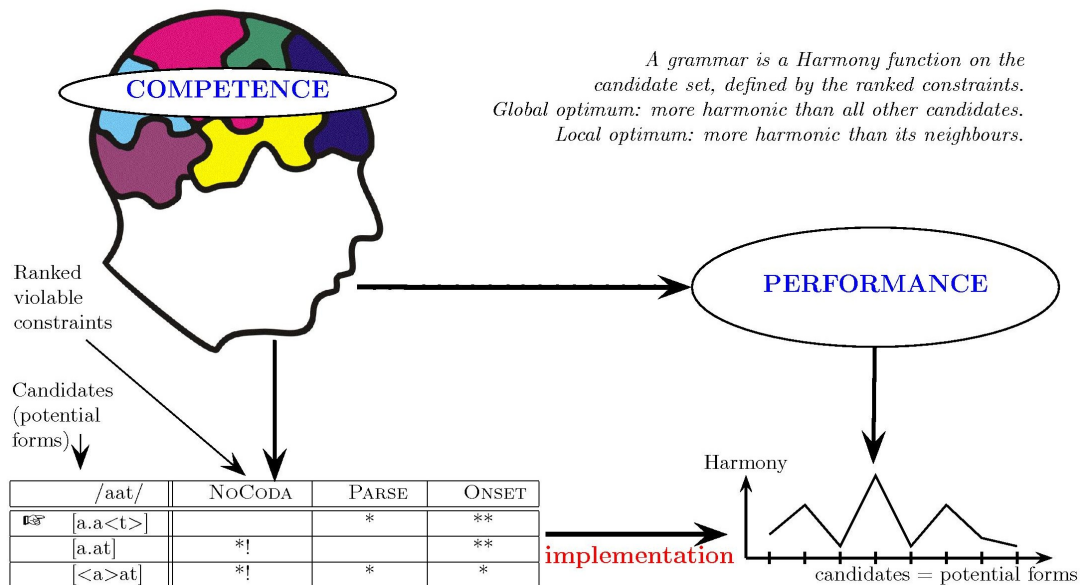 COMPETENCE
A grammar is a Harmony function on the
candidate set, defined by the ranked constraints.
Global optimum: more harmonic than all other candidates.
Local optimum: more harmonic than its neighbours.
Ranked
violable
constraints
PERFORMANCE
Candidates
(potential
forms)
/aat/ NoCoda Parse Onset
☞ [a.a<t>] * **
[a.at] *! **
[<a>at] *! * *
implementation
Harmony
candidates = potential forms